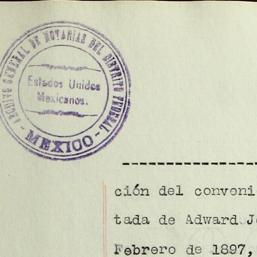 ARCHIVO GENERAL DE NOTARIAS DEL DISTRITO FEDERAL
Estados Unidos
Mexicanos.
MEXICO
ción del conveni
tada de Adward J
Febrero de 1897,